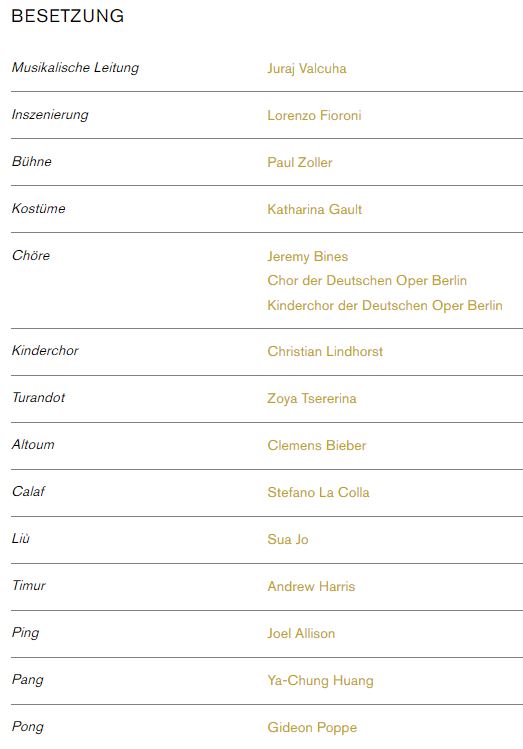 BESETZUNG
Musikalische Leitung Juraj Valcuha
Inszenierung Lorenzo Fioroni
Bühne Paul Zoller
Kostüme Katharina Gault
Chöre Jeremy Bines
Chor der Deutschen Oper Berlin
Kinderchor der Deutschen Oper Berlin
Kinderchor Christian Lindhorst
Turandot Zoya Tsererina
Altoum Clemens Bieber
Calaf Stefano La Colla
Liù Sua Jo
Timur Andrew Harris
Ping Joel Allison
Pang Ya-Chung Huang
Pong Gideon Poppe